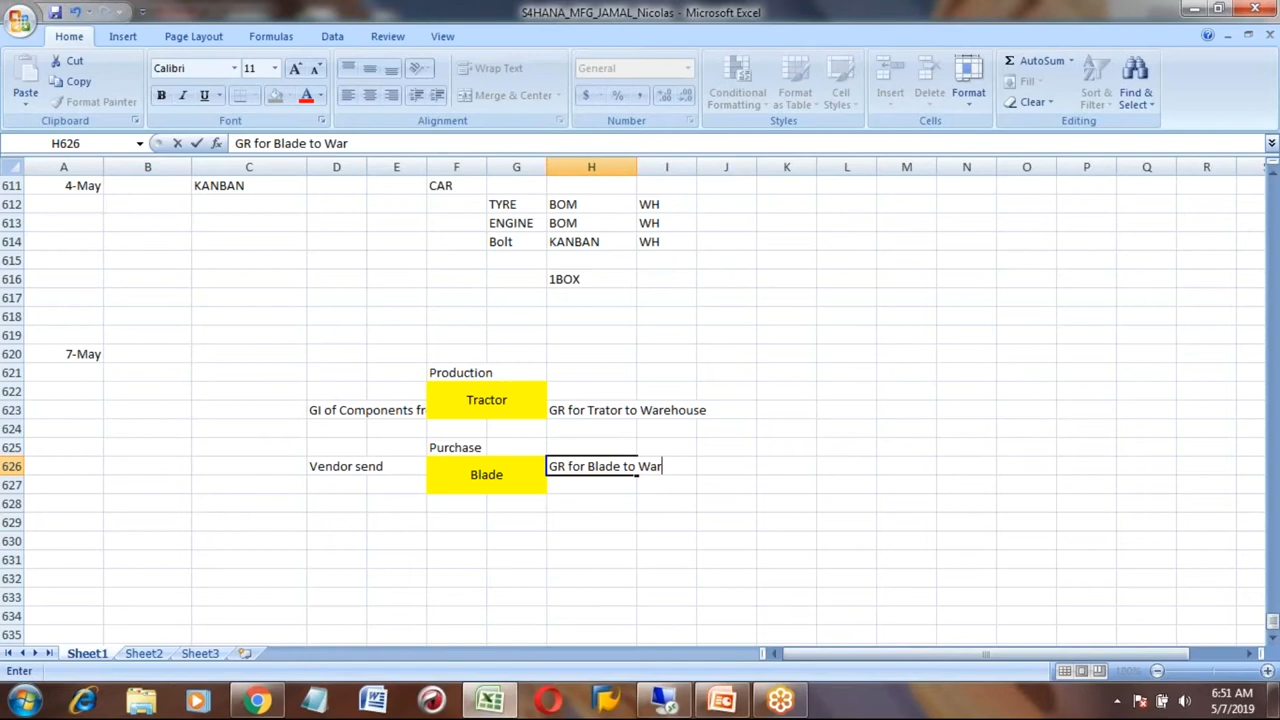 S4HANA_MFG_JAMAL_Nicolas - Microsoft Excel
Home Insert Page Layout Formulas Data Review View
Cut
Copy
Format Painter
Paste
Clipboard
Calibri 11
B I U A
Font
Wrap Text
Merge & Center
Alignment
General
$ % ,
Number
Conditional Formatting
Format as Table
Cell Styles
Styles
Insert Delete Format
Cells
Σ AutoSum
Fill
Clear
Sort & Filter
Find & Select
Editing
H626 fx GR for Blade to War
A B C D E F G H I J K L M N O P Q R
611 4-May KANBAN CAR
612 TYRE BOM WH
613 ENGINE BOM WH
614 Bolt KANBAN WH
615
616 1BOX
617
618
619
620 7-May
621 Production
622 Tractor
623 GI of Components fr GR for Trator to Warehouse
624
625 Purchase
626 Vendor send Blade GR for Blade to War
627
628
629
630
631
632
633
634
635
Sheet1 Sheet2 Sheet3
Enter 100%
6:51 AM
5/7/2019